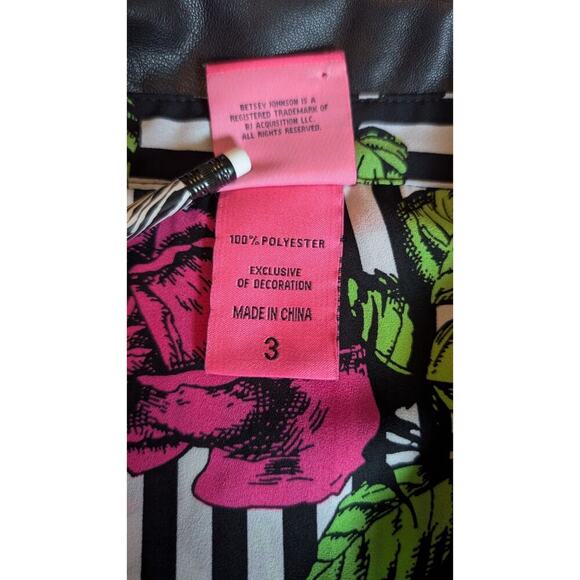 BETSEY JOHNSON IS A
REGISTERED TRADEMARK OF
BJ ACQUISITION LLC.
ALL RIGHTS RESERVED.
100% POLYESTER
EXCLUSIVE
OF DECORATION
MADE IN CHINA
3